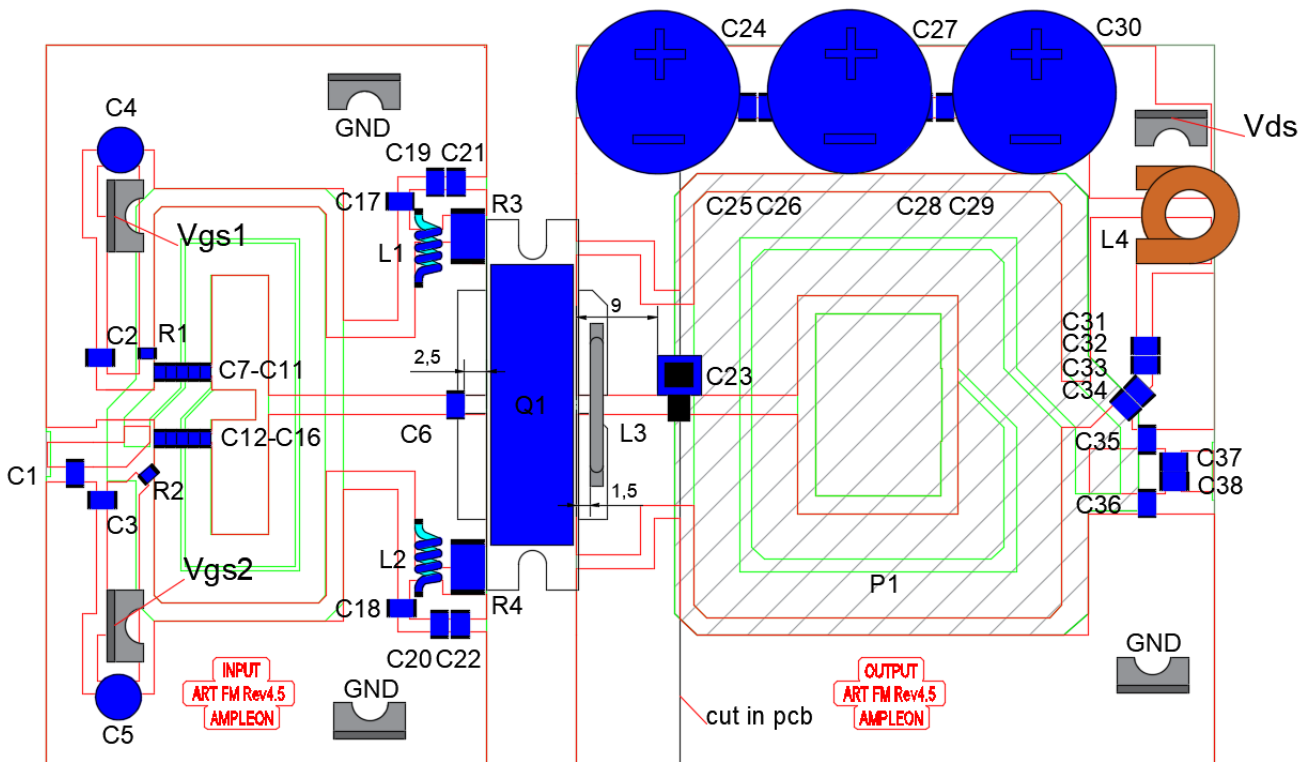 C24
C27
C30
C4
GND
Vds
C19 C21
C17
R3
C25 C26
C28 C29
Vgs1
L1
L4
9
C31
C2
R1
C32
2,5
C7-C11
C33
C23
C34
Q1
C6
L3
C12-C16
C35
C37
C1
C38
R2
1,5
C36
C3
L2
Vgs2
P1
C18
R4
GND
C20 C22
INPUT
ART FM Rev4.5
AMPLEON
OUTPUT
ART FM Rev4.5
AMPLEON
GND
cut in pcb
C5